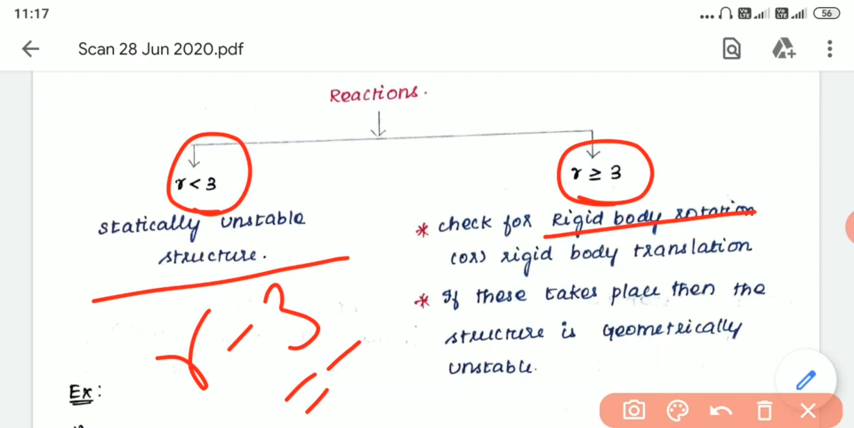 11:17
56
Scan 28 Jun 2020.pdf
Reactions.
r < 3
r ≥ 3
statically unstable
structure.
* check for Rigid body rotation
(or) rigid body translation
* If these takes place then the
structure is Geometrically
unstable.
r - 3
Ex: